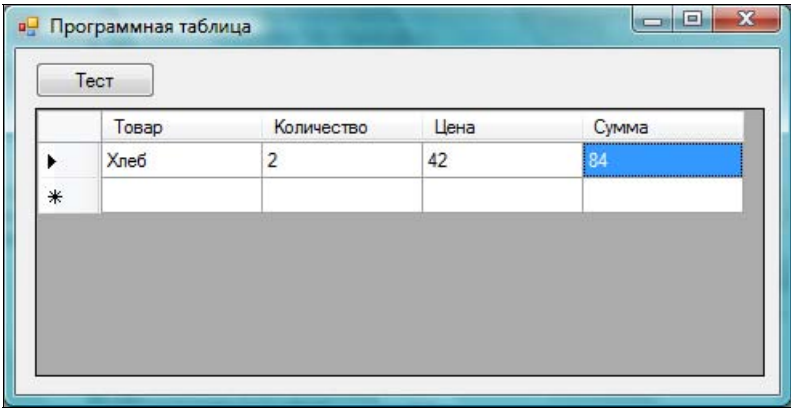 Программная таблица
Тест
Товар Количество Цена Сумма
Хлеб 2 42 84